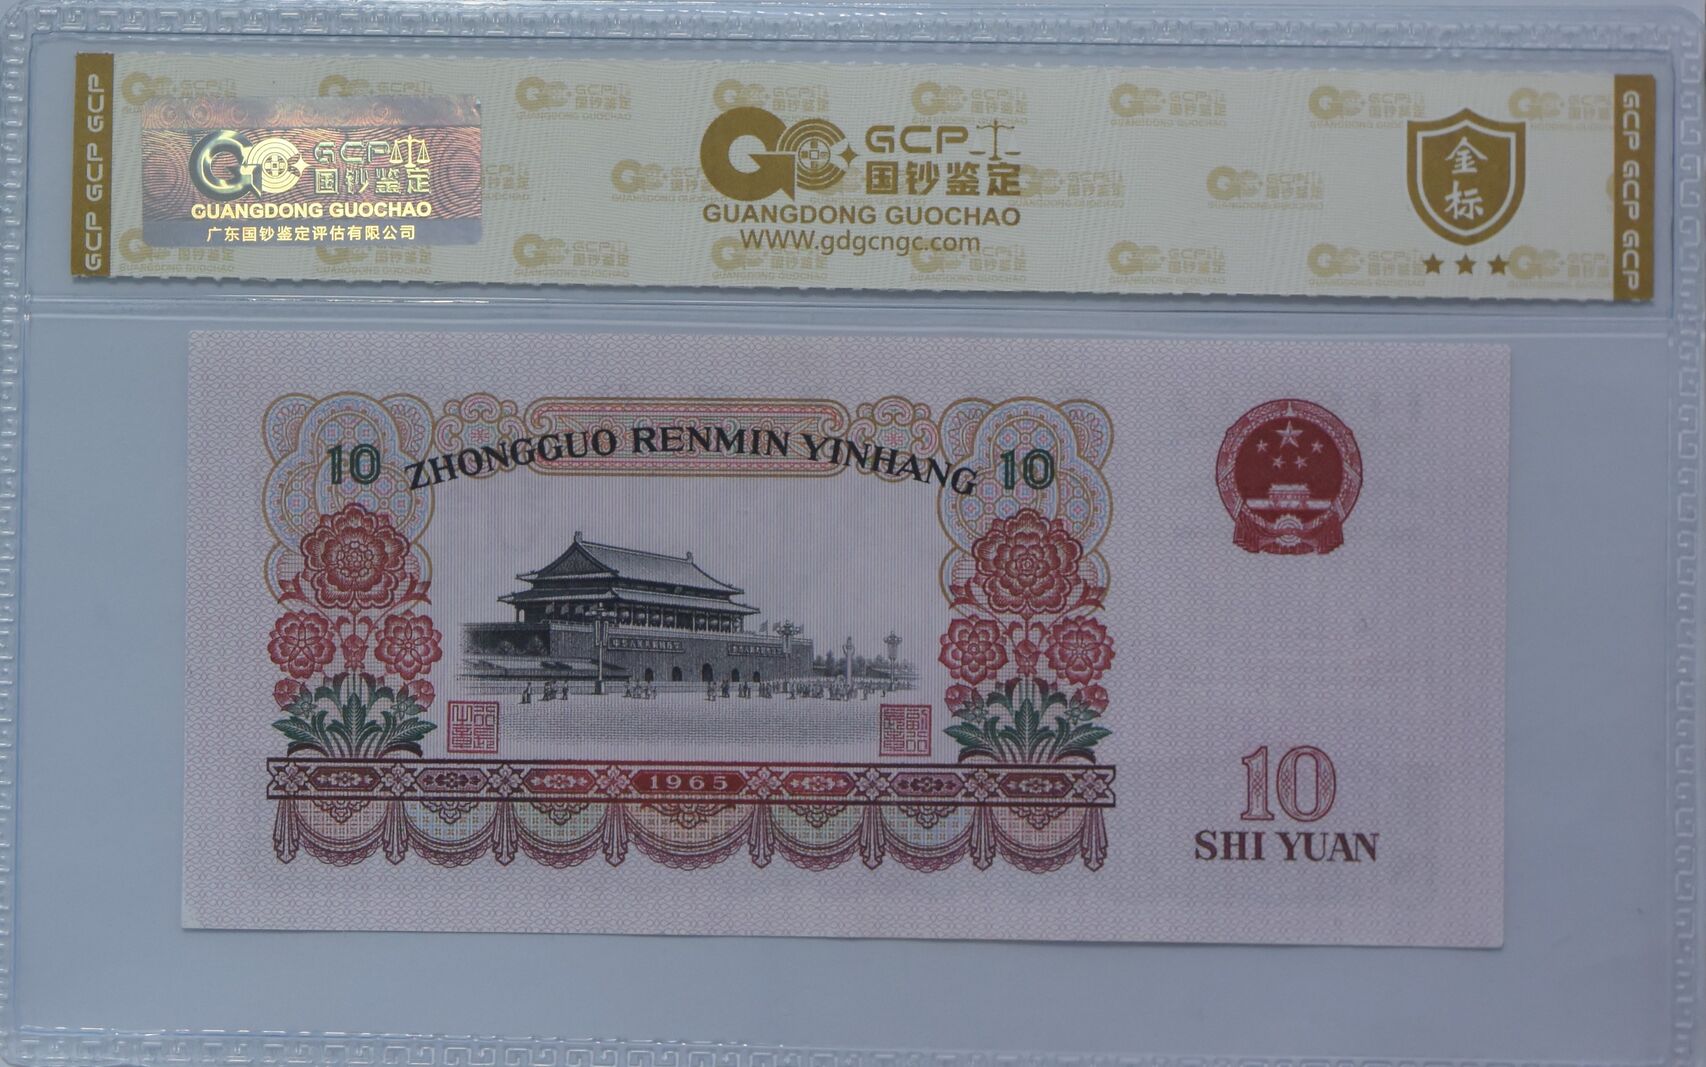 GCP GCP GCP
GCP
国钞鉴定
GUANGDONG GUOCHAO
广东国钞鉴定评估有限公司
GCP
国钞鉴定
GUANGDONG GUOCHAO
WWW.gdgcngc.com
金标
GCP GCP GCP
10 ZHONGGUO RENMIN YINHANG 10
1965
10
SHI YUAN